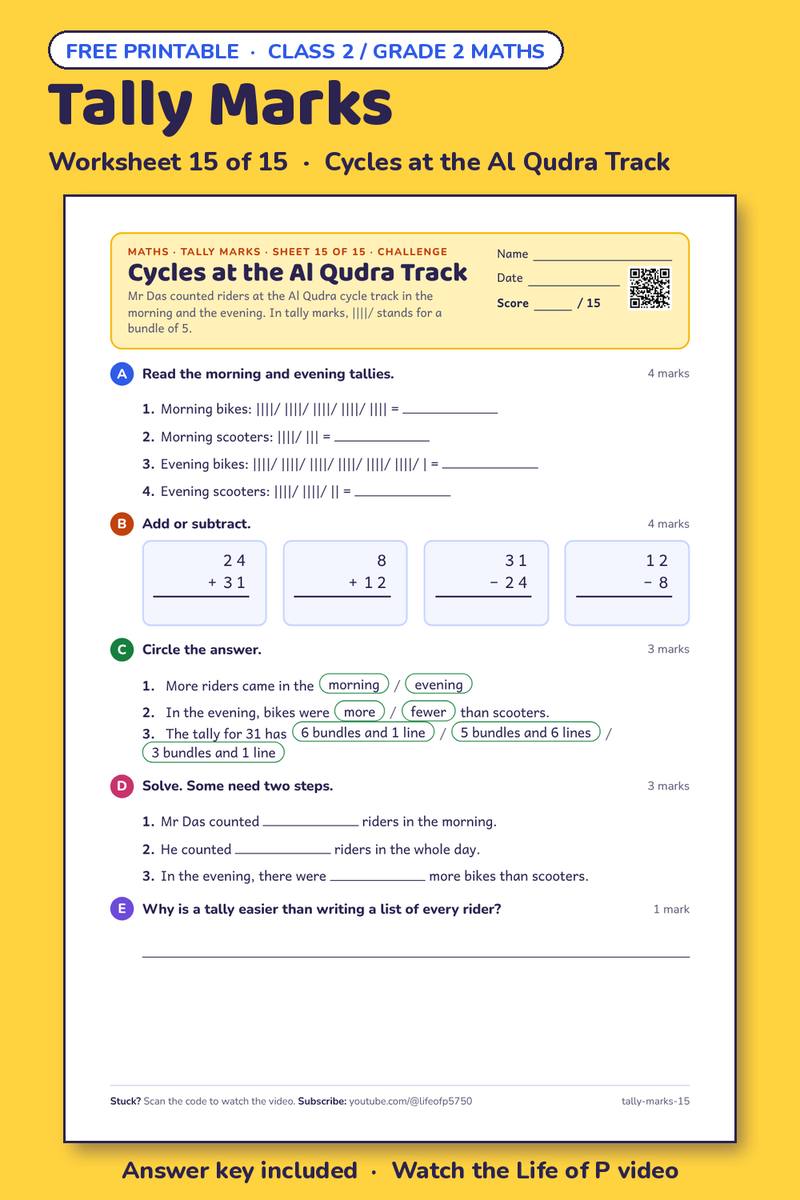 FREE PRINTABLE · CLASS 2 / GRADE 2 MATHS
Tally Marks
Worksheet 15 of 15 · Cycles at the Al Qudra Track
MATHS · TALLY MARKS · SHEET 15 OF 15 · CHALLENGE
Cycles at the Al Qudra Track
Mr Das counted riders at the Al Qudra cycle track in the
morning and the evening. In tally marks, ||||/ stands for a
bundle of 5.
Name ____________
Date ____________
Score ______ / 15
A Read the morning and evening tallies. 4 marks
1. Morning bikes: ||||/ ||||/ ||||/ ||||/ |||| = ____________
2. Morning scooters: ||||/ ||| = ____________
3. Evening bikes: ||||/ ||||/ ||||/ ||||/ ||||/ ||||/ | = ____________
4. Evening scooters: ||||/ ||||/ || = ____________
B Add or subtract. 4 marks
24 8 31 12
+ 31 + 12 − 24 − 8
C Circle the answer. 3 marks
1. More riders came in the morning / evening
2. In the evening, bikes were more / fewer than scooters.
3. The tally for 31 has 6 bundles and 1 line / 5 bundles and 6 lines /
3 bundles and 1 line
D Solve. Some need two steps. 3 marks
1. Mr Das counted ____________ riders in the morning.
2. He counted ____________ riders in the whole day.
3. In the evening, there were ____________ more bikes than scooters.
E Why is a tally easier than writing a list of every rider? 1 mark
Stuck? Scan the code to watch the video. Subscribe: youtube.com/@lifeofp5750 tally-marks-15
Answer key included · Watch the Life of P video